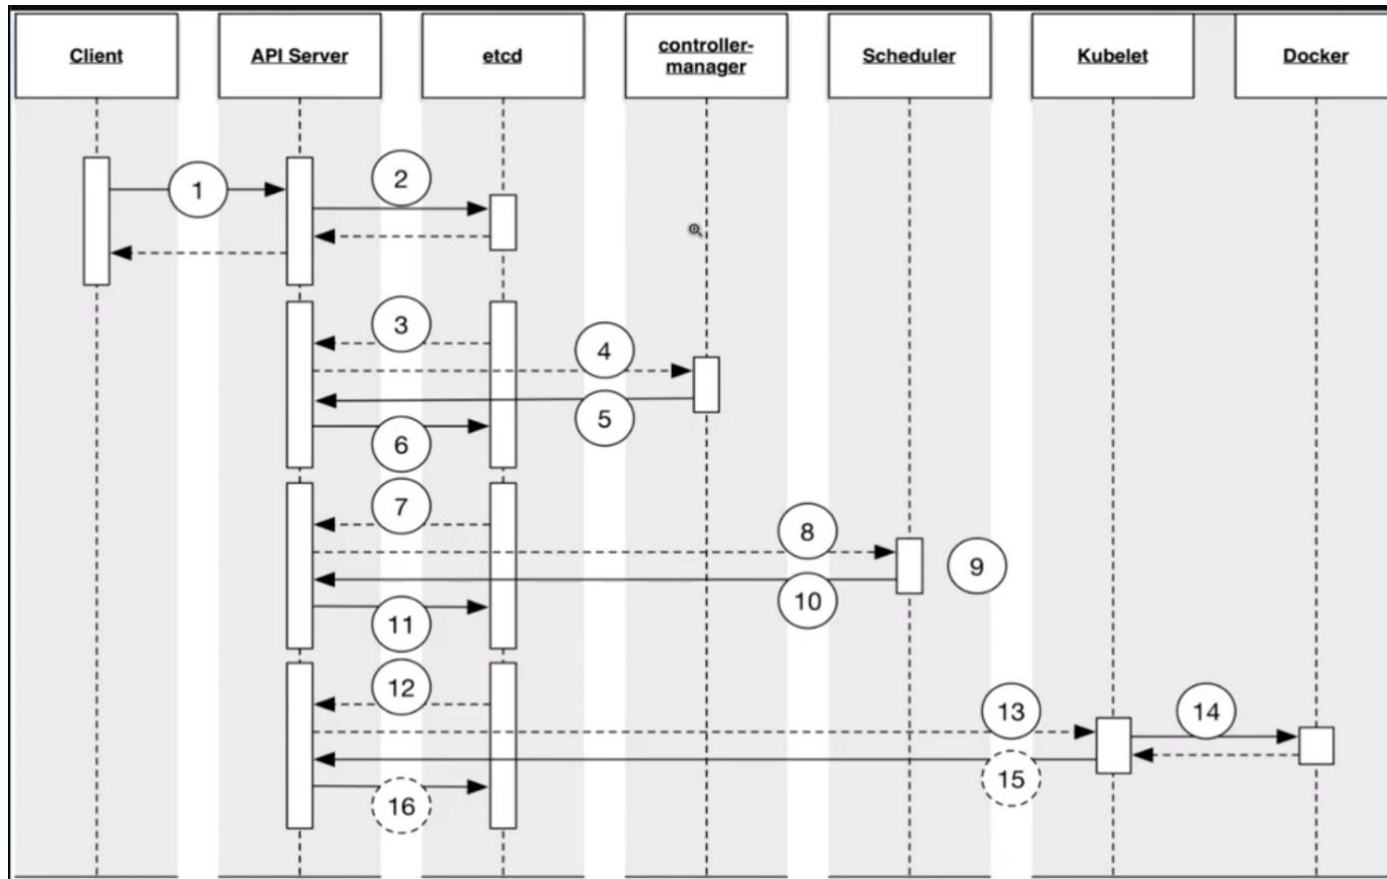 Client
API Server
etcd
controller-
manager
Scheduler
Kubelet
Docker
1
2
3
4
5
6
7
8
9
10
11
12
13
14
15
16